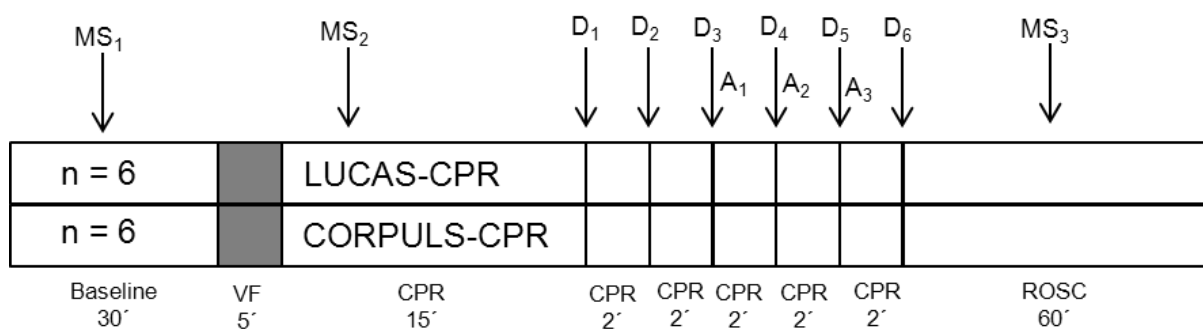 MS₁ MS₂ D₁ D₂ D₃ D₄ D₅ D₆ MS₃
A₁ A₂ A₃
n = 6 LUCAS-CPR
n = 6 CORPULS-CPR
Baseline VF CPR CPR CPR CPR CPR CPR ROSC
30´ 5´ 15´ 2´ 2´ 2´ 2´ 2´ 60´